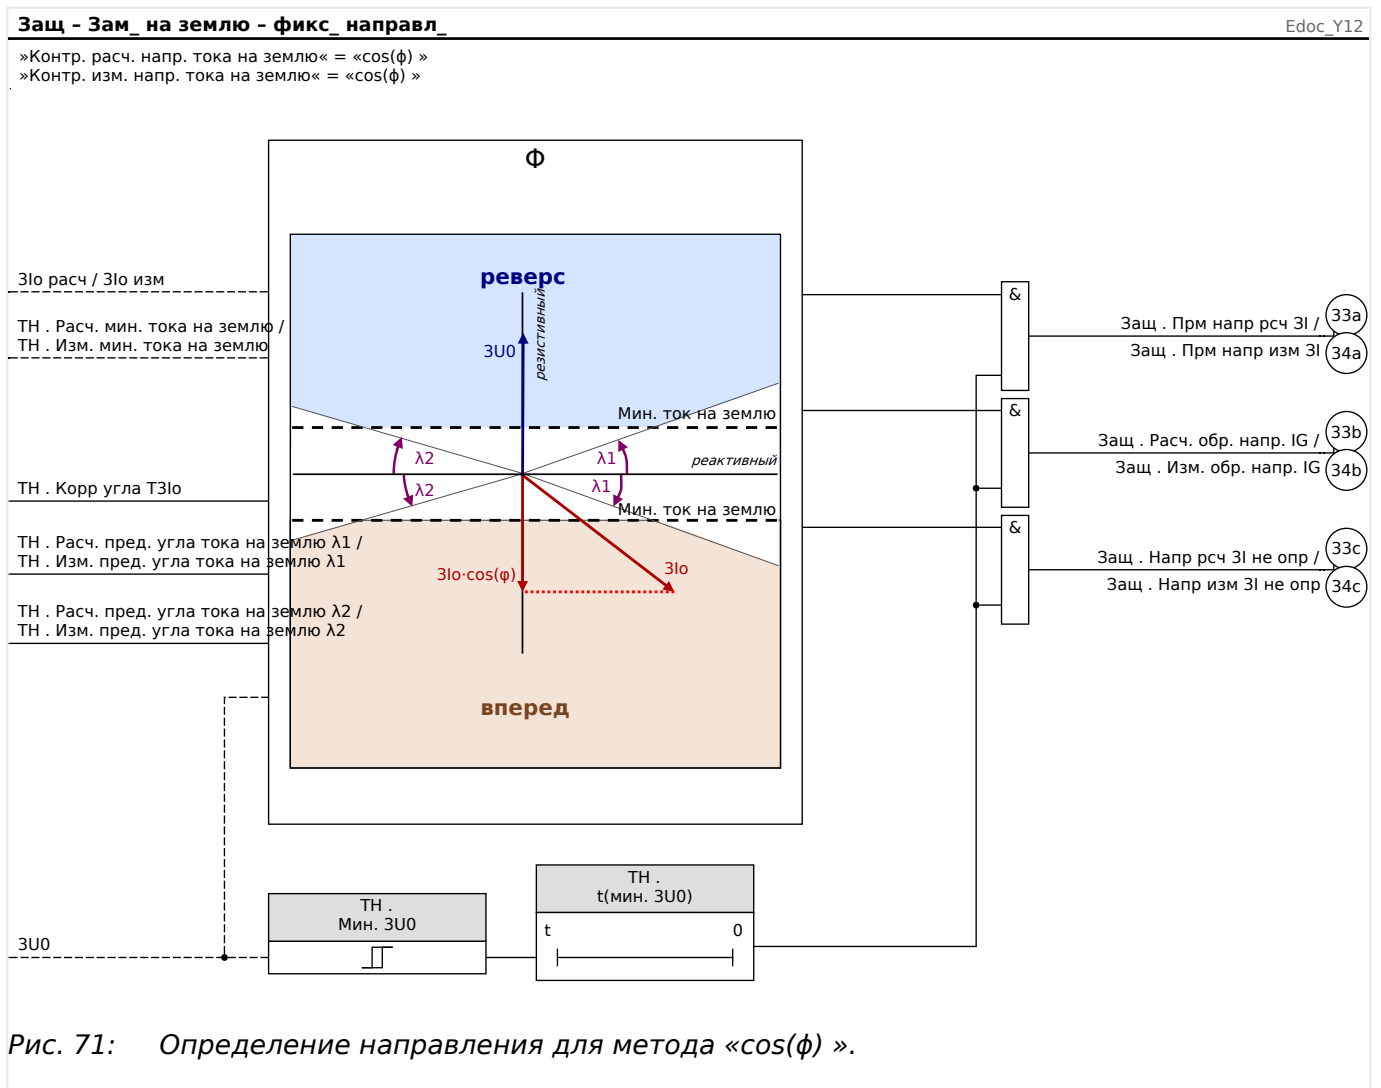 Защ – Зам_ на землю – фикс_ направл_
Edoc_Y12
»Контр. расч. напр. тока на землю« = «cos(ϕ) »
»Контр. изм. напр. тока на землю« = «cos(ϕ) »
Φ
реверс
резистивный
3U0
Мин. ток на землю
λ2
λ1
реактивный
λ2
λ1
Мин. ток на землю
3Io·cos(φ)
3Io
вперед
3Io расч / 3Io изм
ТН . Расч. мин. тока на землю /
ТН . Изм. мин. тока на землю
ТН . Корр угла Т3Io
ТН . Расч. пред. угла тока на землю λ1 /
ТН . Изм. пред. угла тока на землю λ1
ТН . Расч. пред. угла тока на землю λ2 /
ТН . Изм. пред. угла тока на землю λ2
3U0
ТН .
Мин. 3U0
ТН .
t(мин. 3U0)
t
0
&
Защ . Прм напр рсч ЗI /
33a
Защ . Прм напр изм ЗI
34a
&
Защ . Расч. обр. напр. IG /
33b
Защ . Изм. обр. напр. IG
34b
&
Защ . Напр рсч ЗI не опр /
33c
Защ . Напр изм ЗI не опр
34c
Рис. 71: Определение направления для метода «cos(ϕ) ».